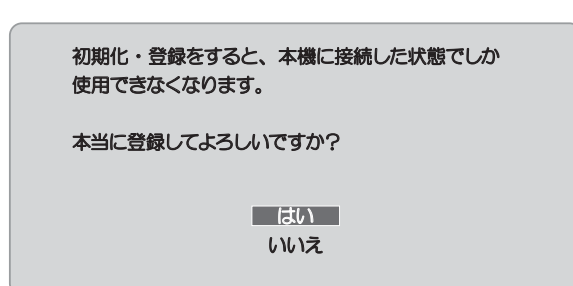 初期化・登録をすると、本機に接続した状態でしか
使用できなくなります。
本当に登録してよろしいですか？
はい
いいえ